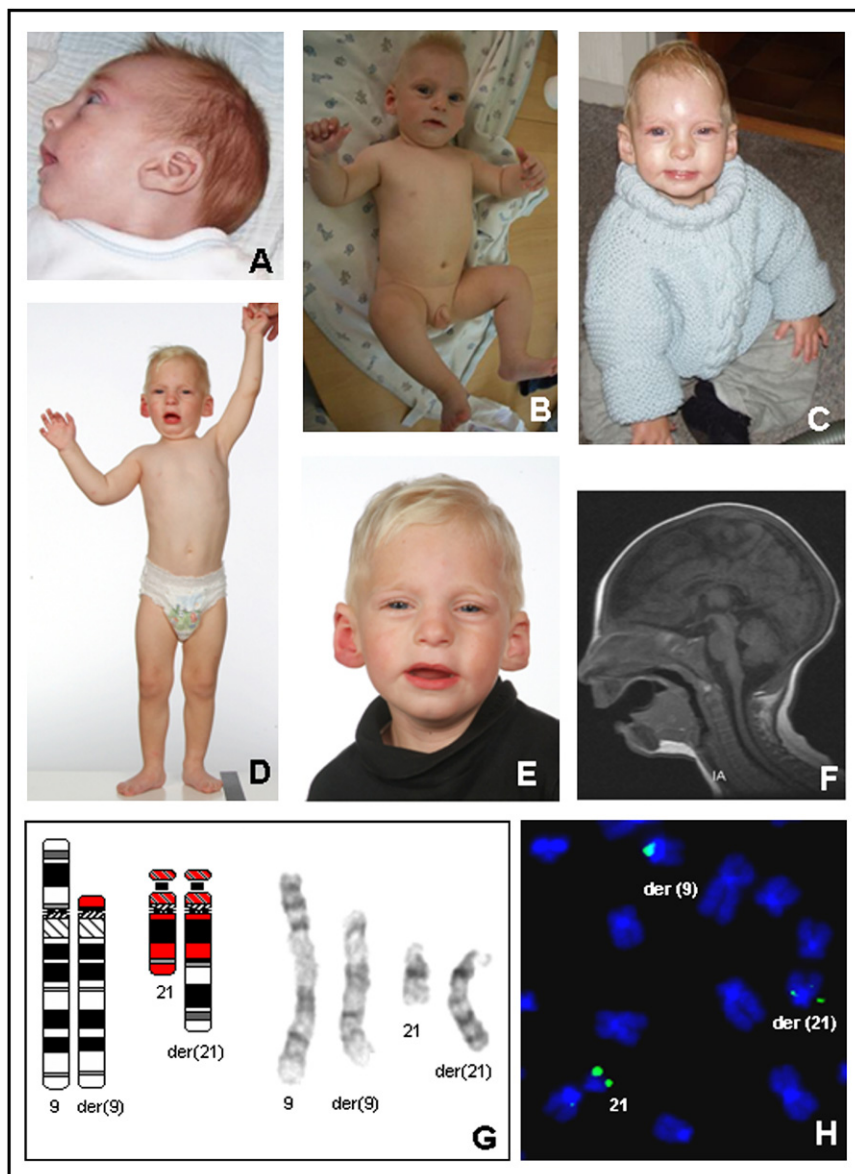 A
B
C
D
E
IA
F
9
der(9)
21
der(21)
9
der(9)
21
der(21)
G
der (9)
der (21)
21
H